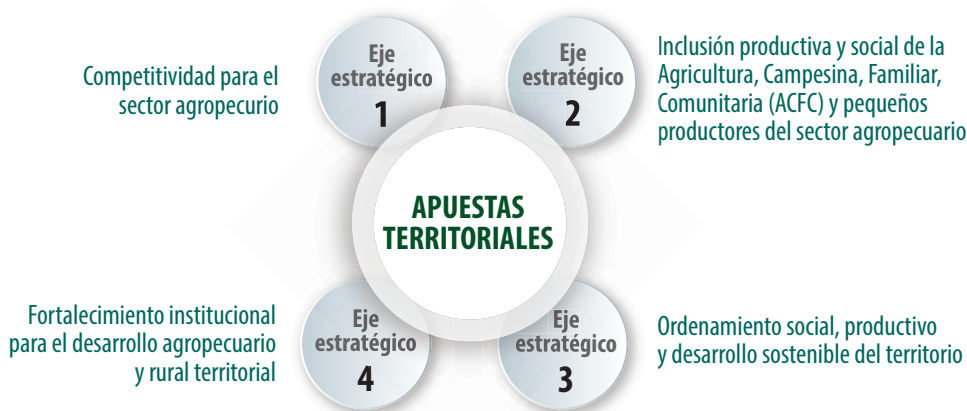 Competitividad para el
sector agropecurio
Eje
estratégico
1
Eje
estratégico
2
Inclusión productiva y social de la
Agricultura, Campesina, Familiar,
Comunitaria (ACFC) y pequeños
productores del sector agropecuario
APUESTAS
TERRITORIALES
Fortalecimiento institucional
para el desarrollo agropecuario
y rural territorial
Eje
estratégico
4
Eje
estratégico
3
Ordenamiento social, productivo
y desarrollo sostenible del territorio